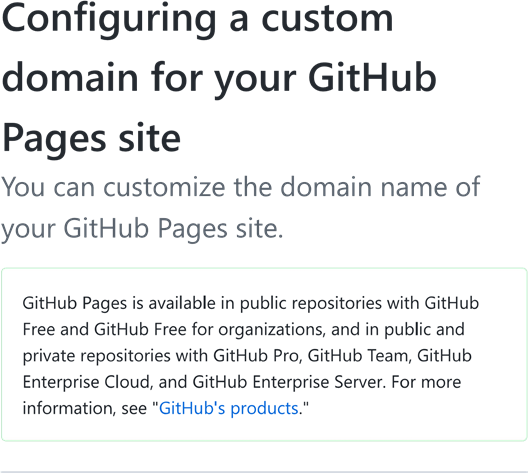 Configuring a custom
domain for your GitHub
Pages site
You can customize the domain name of
your GitHub Pages site.
GitHub Pages is available in public repositories with GitHub
Free and GitHub Free for organizations, and in public and
private repositories with GitHub Pro, GitHub Team, GitHub
Enterprise Cloud, and GitHub Enterprise Server. For more
information, see "GitHub's products."